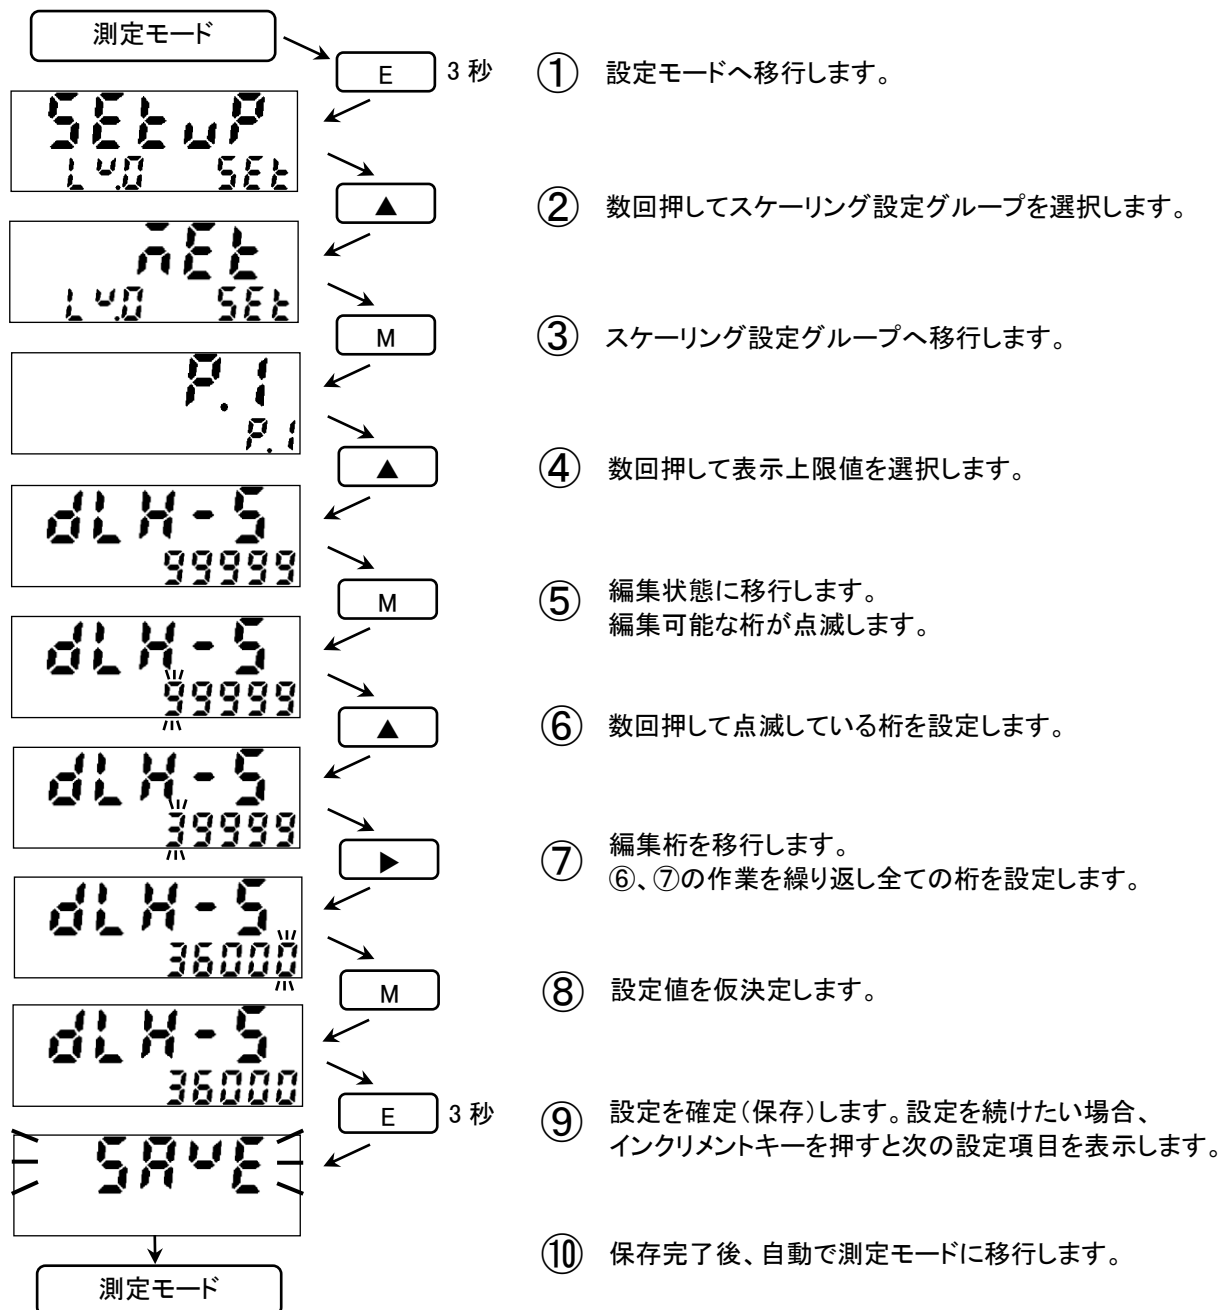 測定モード
E 3 秒 ① 設定モードへ移行します。
SEtuP
Lv.0 SEt
▲ ② 数回押してスケーリング設定グループを選択します。
mEt
Lv.0 SEt
M ③ スケーリング設定グループへ移行します。
P.1
P.1
▲ ④ 数回押して表示上限値を選択します。
dLH-S
99999
M ⑤ 編集状態に移行します。
編集可能な桁が点滅します。
dLH-S
99999
▲ ⑥ 数回押して点滅している桁を設定します。
dLH-S
39999
▶ ⑦ 編集桁を移行します。
⑥、⑦の作業を繰り返し全ての桁を設定します。
dLH-S
36000
M ⑧ 設定値を仮決定します。
dLH-S
36000
E 3 秒 ⑨ 設定を確定(保存)します。設定を続けたい場合、
インクリメントキーを押すと次の設定項目を表示します。
SAvE
⑩ 保存完了後、自動で測定モードに移行します。
測定モード